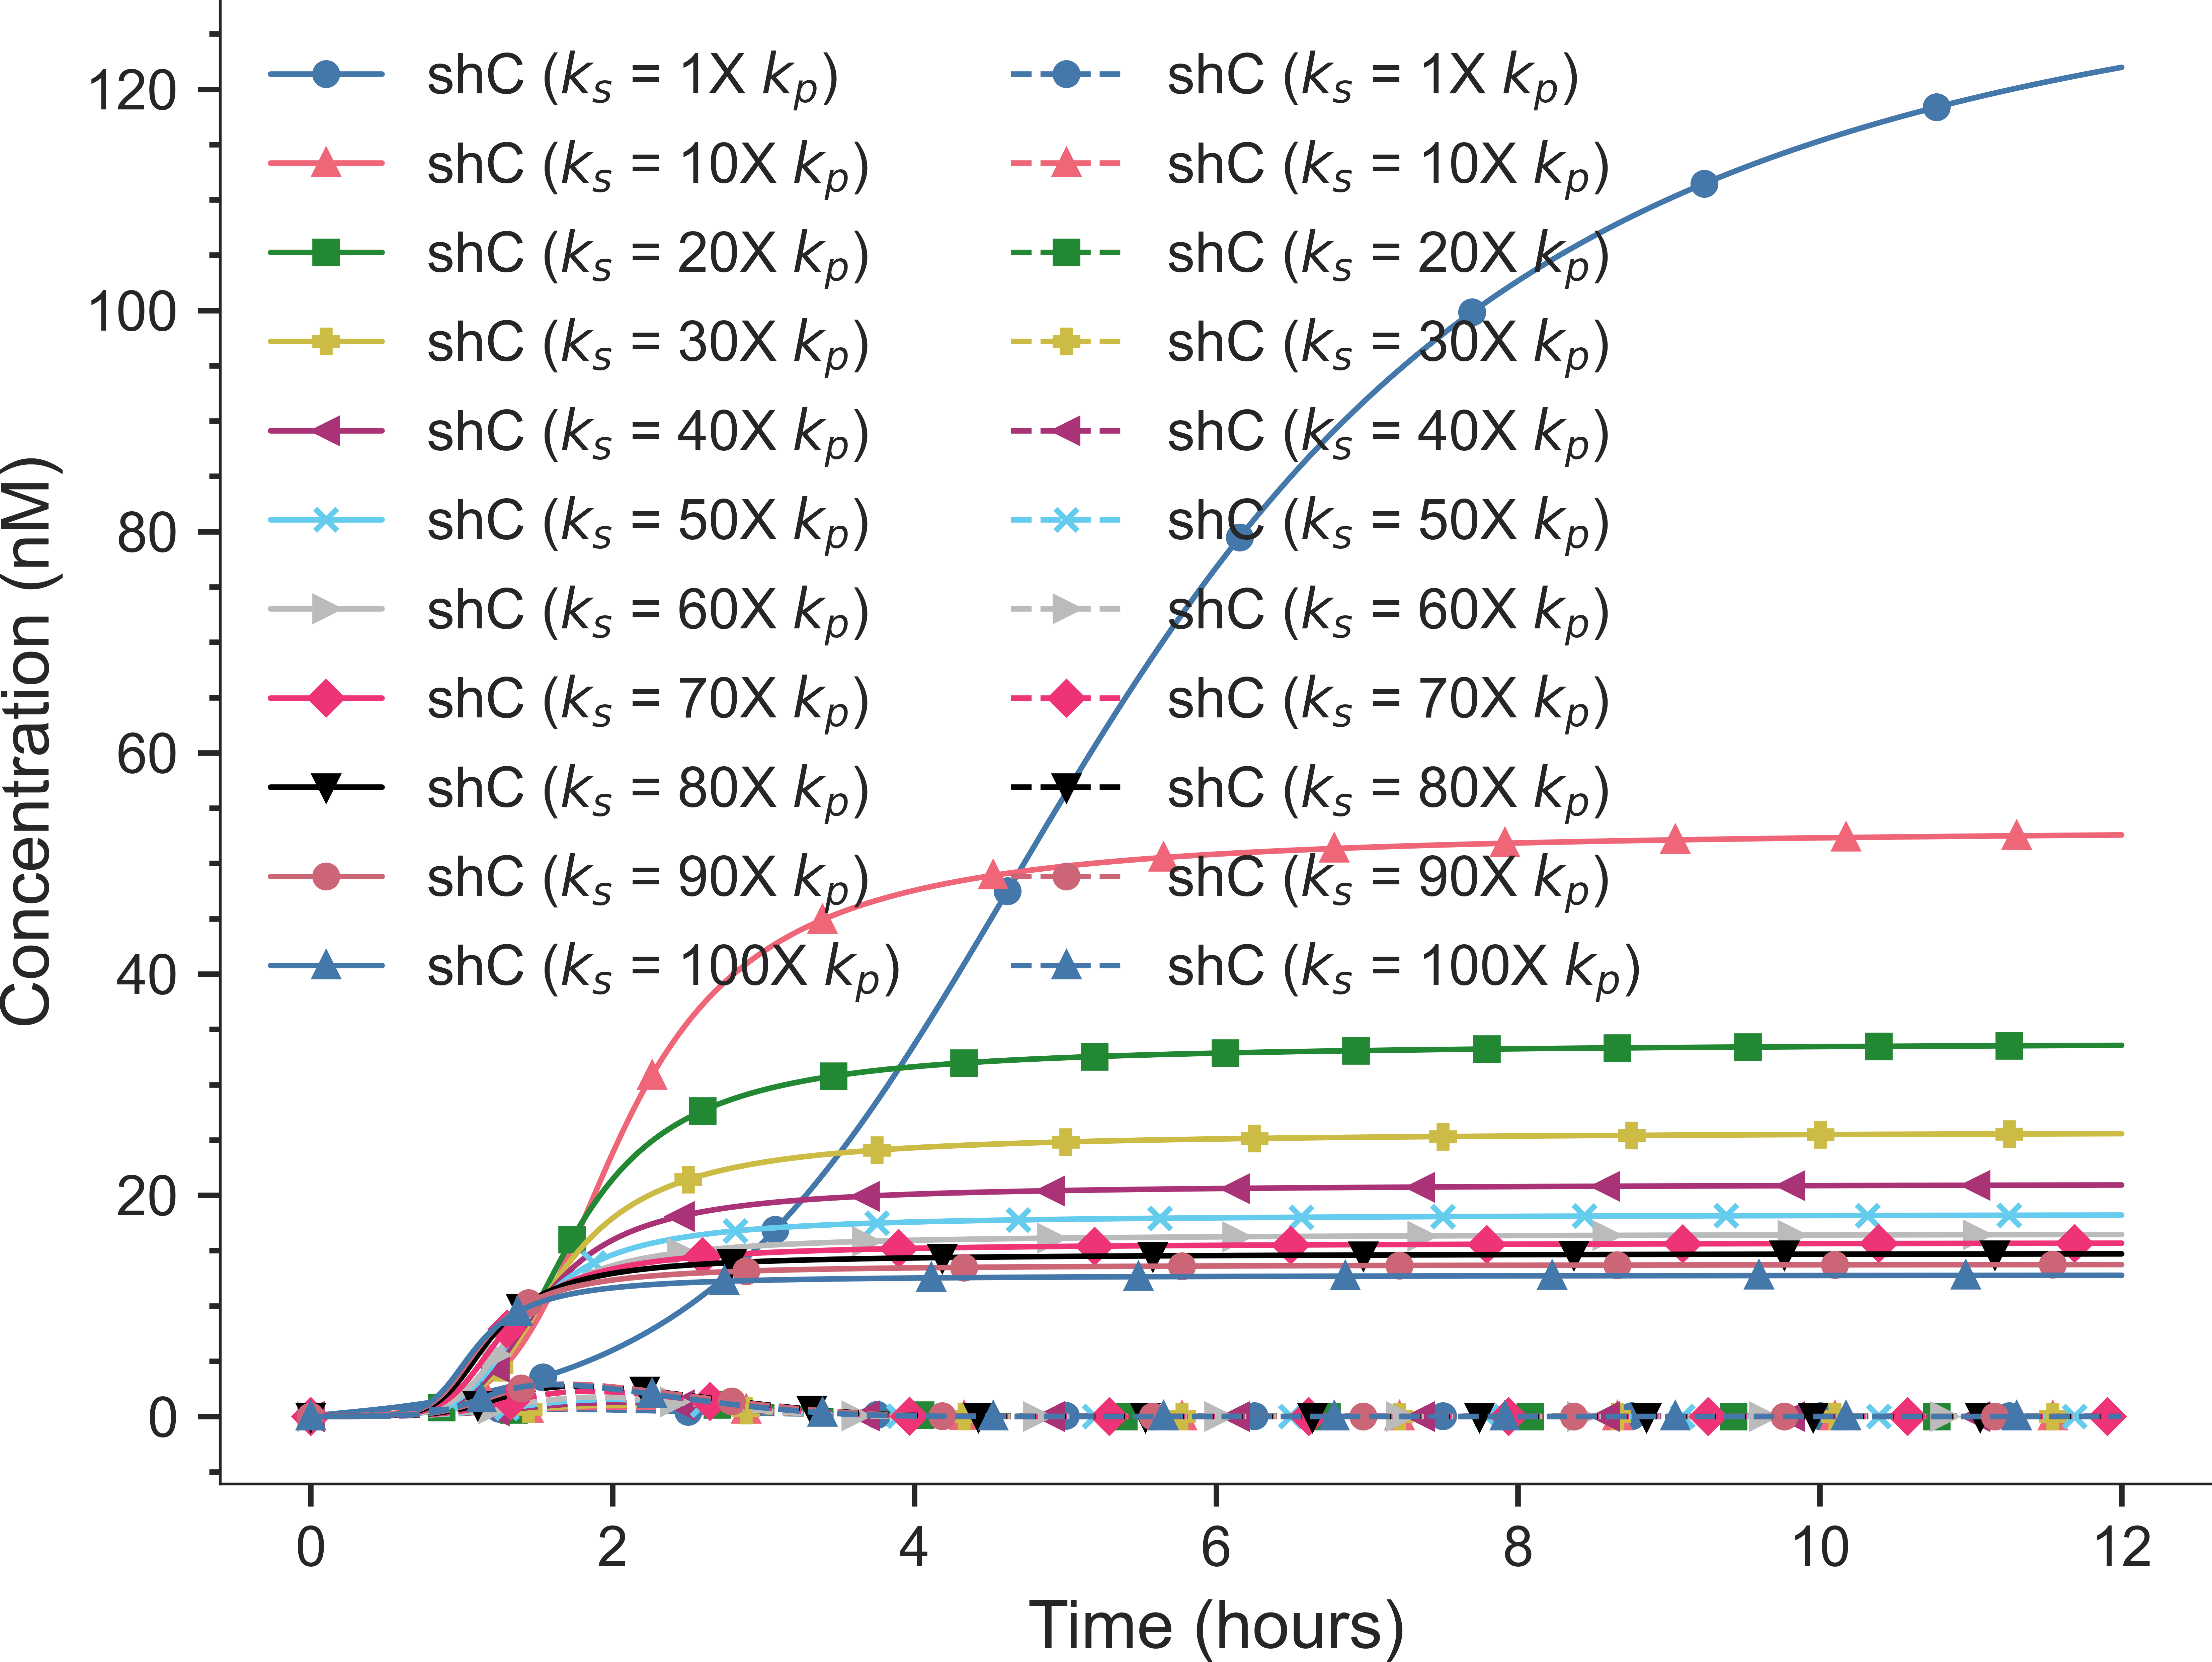 120
100
80
60
40
20
0
Concentration (nM)
shC (kₛ = 1X kₚ)
shC (kₛ = 10X kₚ)
shC (kₛ = 20X kₚ)
shC (kₛ = 30X kₚ)
shC (kₛ = 40X kₚ)
shC (kₛ = 50X kₚ)
shC (kₛ = 60X kₚ)
shC (kₛ = 70X kₚ)
shC (kₛ = 80X kₚ)
shC (kₛ = 90X kₚ)
shC (kₛ = 100X kₚ)
shC (kₛ = 1X kₚ)
shC (kₛ = 10X kₚ)
shC (kₛ = 20X kₚ)
shC (kₛ = 30X kₚ)
shC (kₛ = 40X kₚ)
shC (kₛ = 50X kₚ)
shC (kₛ = 60X kₚ)
shC (kₛ = 70X kₚ)
shC (kₛ = 80X kₚ)
shC (kₛ = 90X kₚ)
shC (kₛ = 100X kₚ)
0 2 4 6 8 10 12
Time (hours)